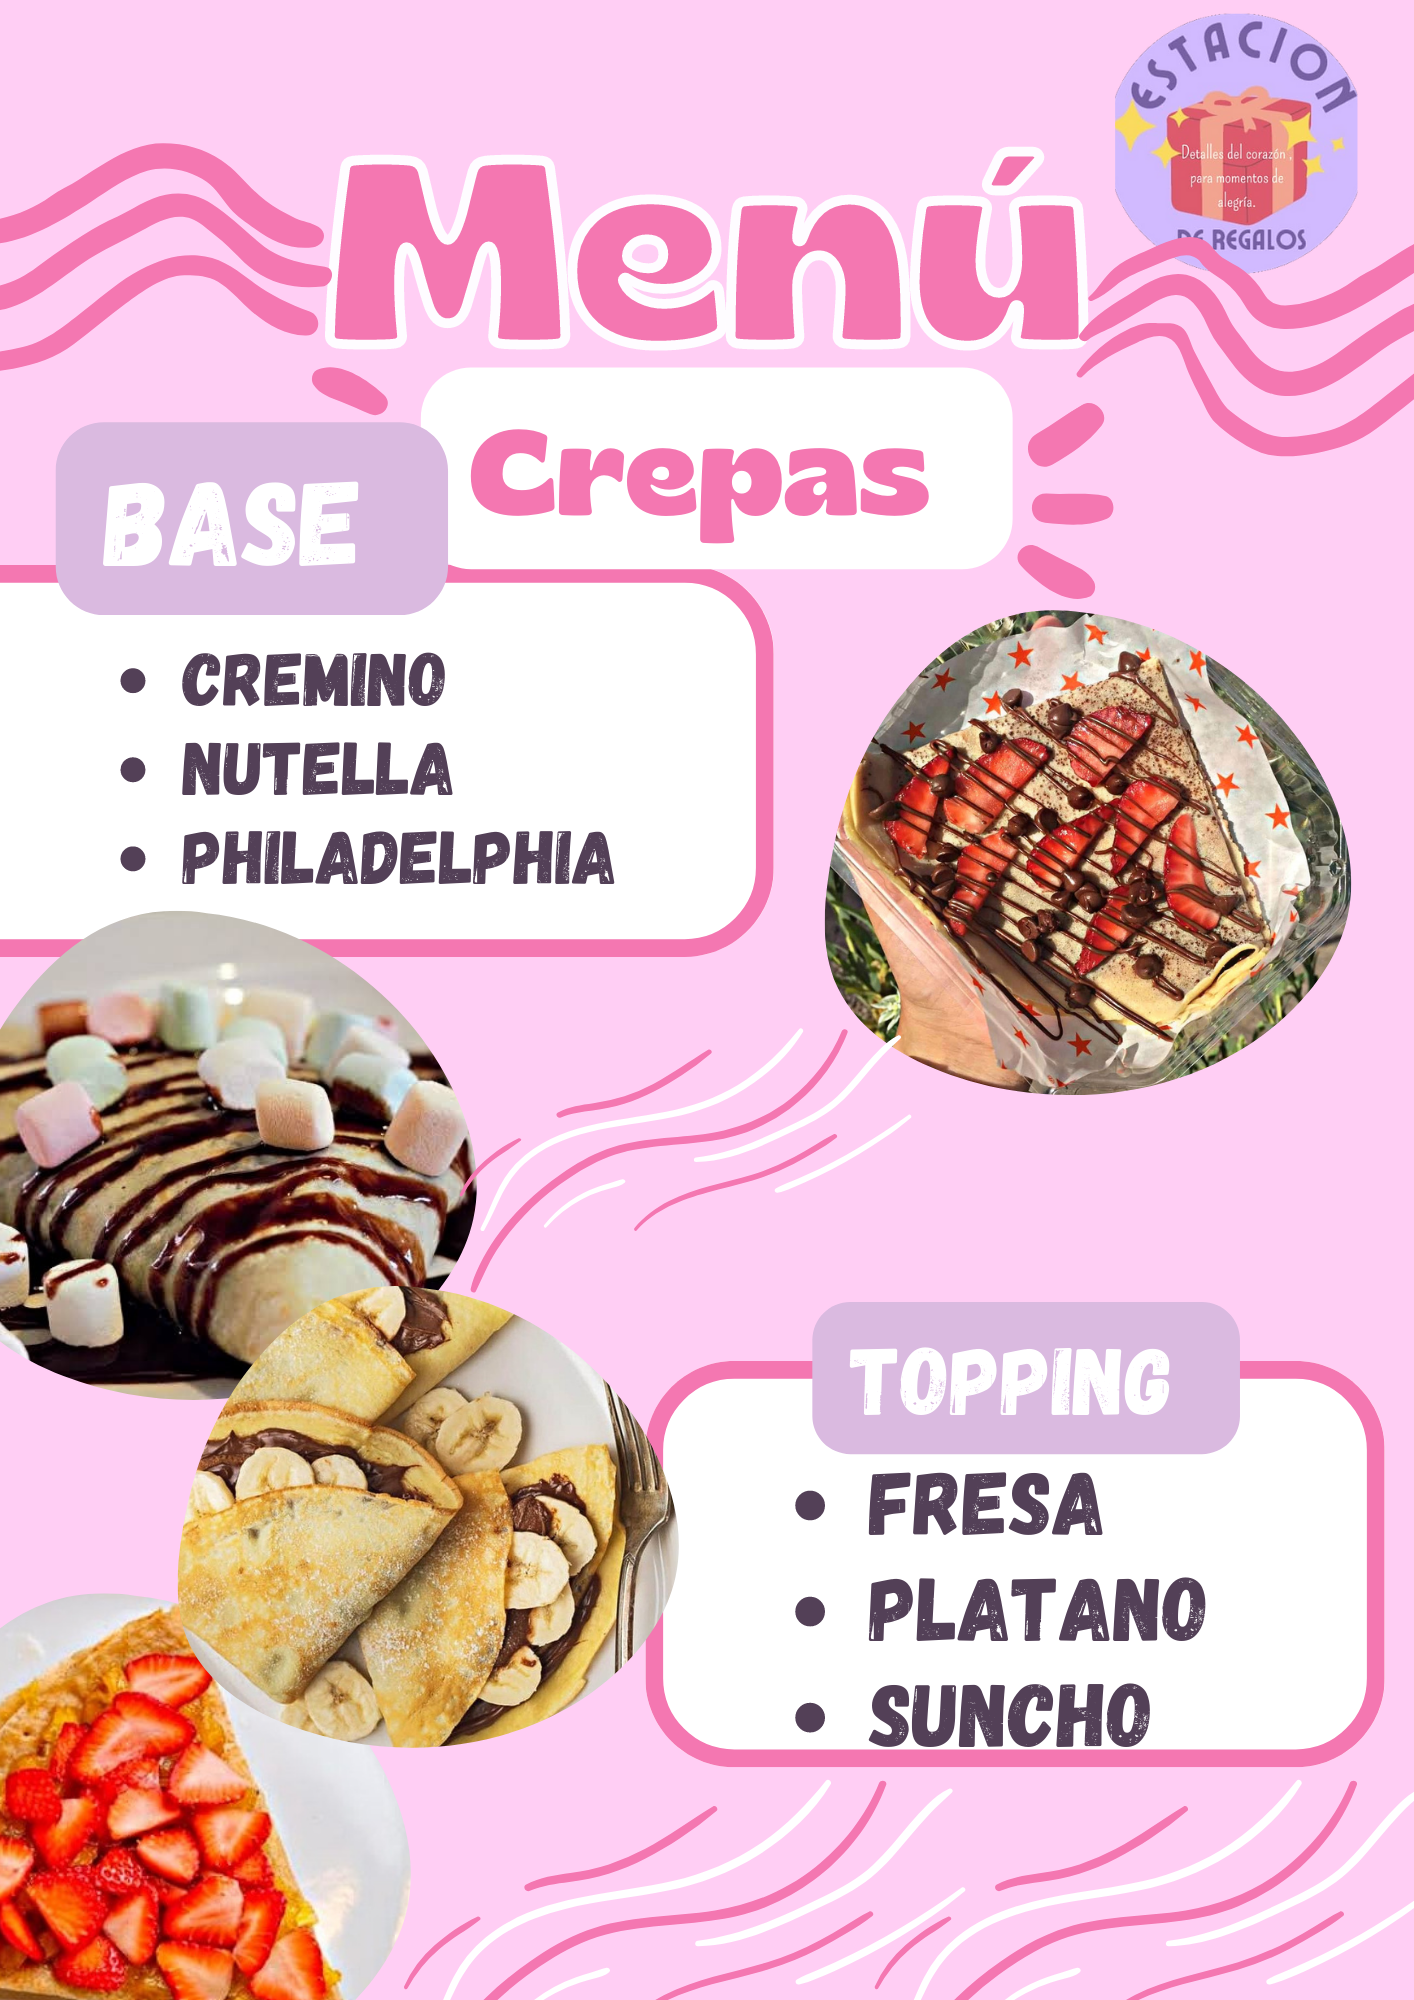 ESTACION
Detalles del corazón ,
para momentos de
alegría.
DE REGALOS
Menú
Crepas
BASE
• CREMINO
• NUTELLA
• PHILADELPHIA
TOPPING
• FRESA
• PLATANO
• SUNCHO